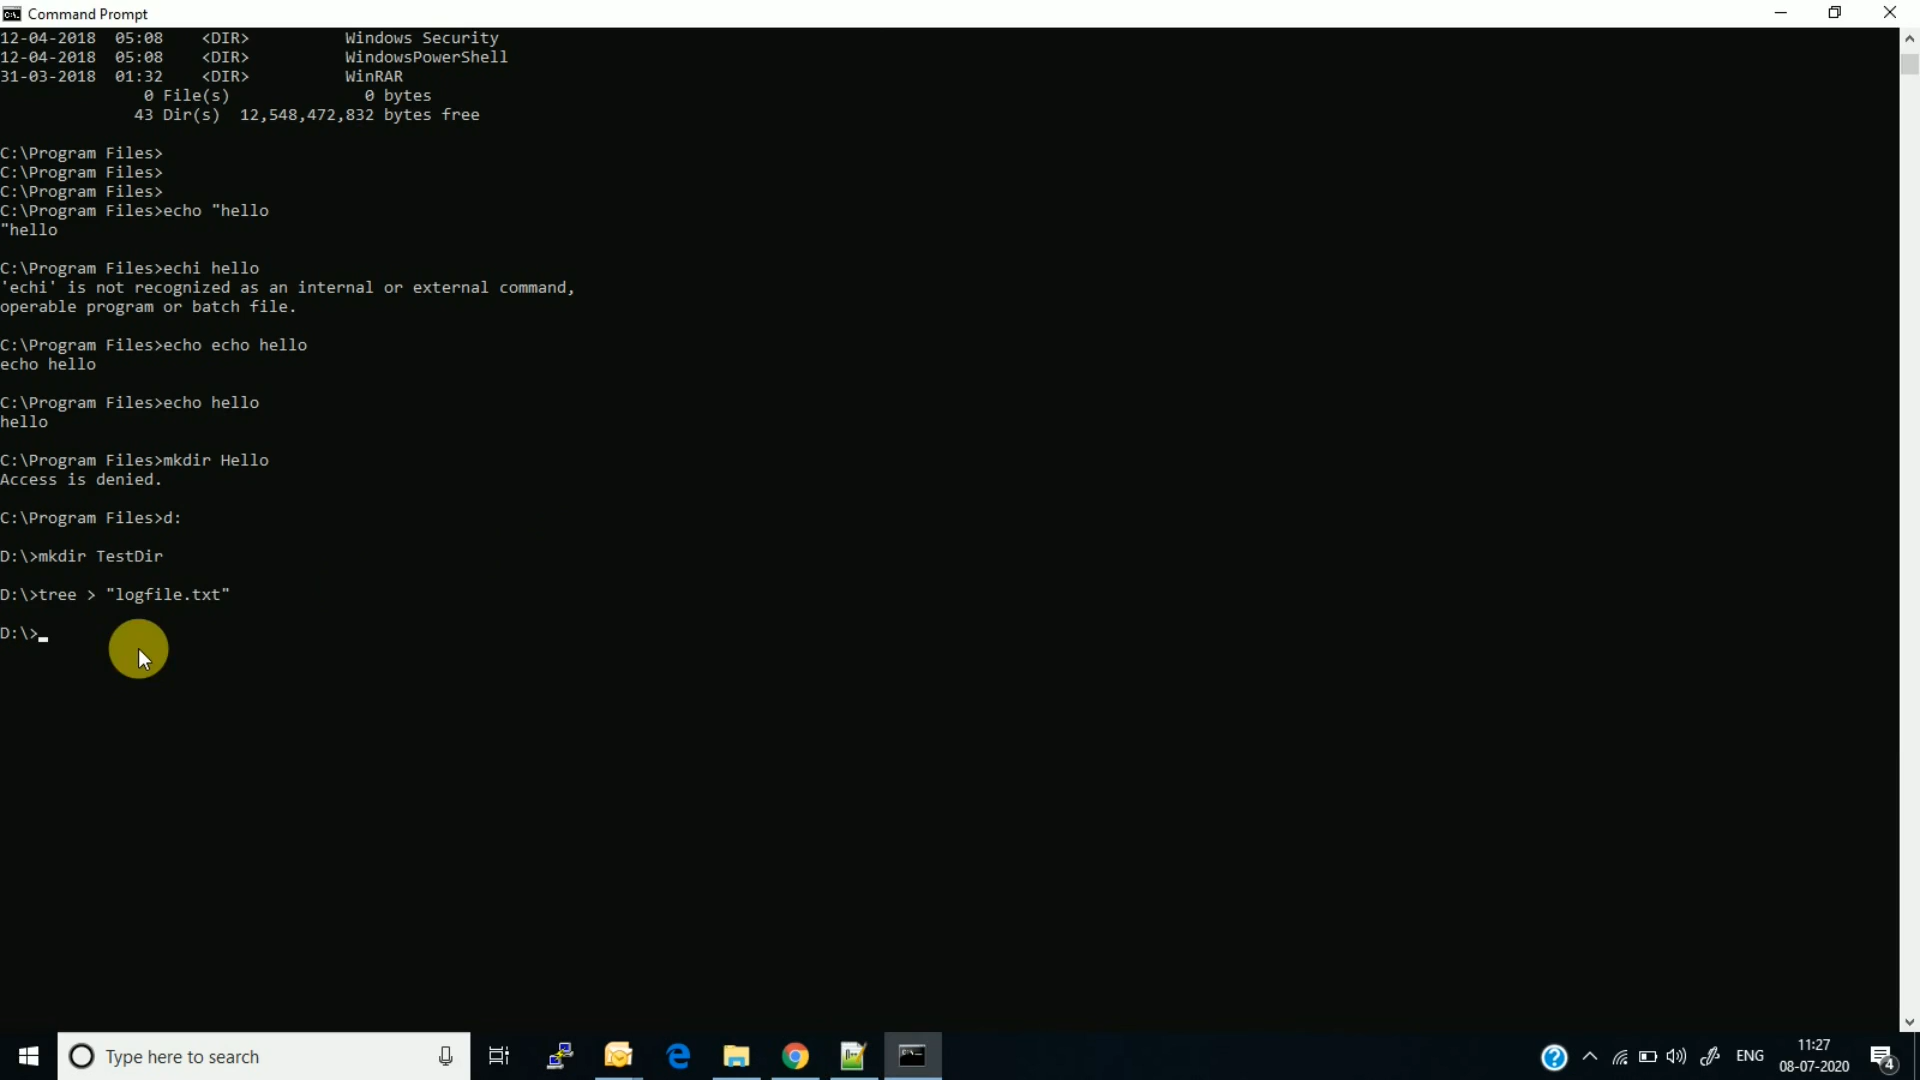 Command Prompt
12-04-2018  05:08    <DIR>          Windows Security
12-04-2018  05:08    <DIR>          WindowsPowerShell
31-03-2018  01:32    <DIR>          WinRAR
               0 File(s)              0 bytes
              43 Dir(s)  12,548,472,832 bytes free
C:\Program Files>
C:\Program Files>
C:\Program Files>
C:\Program Files>echo "hello
"hello
C:\Program Files>echi hello
'echi' is not recognized as an internal or external command,
operable program or batch file.
C:\Program Files>echo echo hello
echo hello
C:\Program Files>echo hello
hello
C:\Program Files>mkdir Hello
Access is denied.
C:\Program Files>d:
D:\>mkdir TestDir
D:\>tree > "logfile.txt"
D:\>_
Type here to search
ENG
11:27
08-07-2020
4